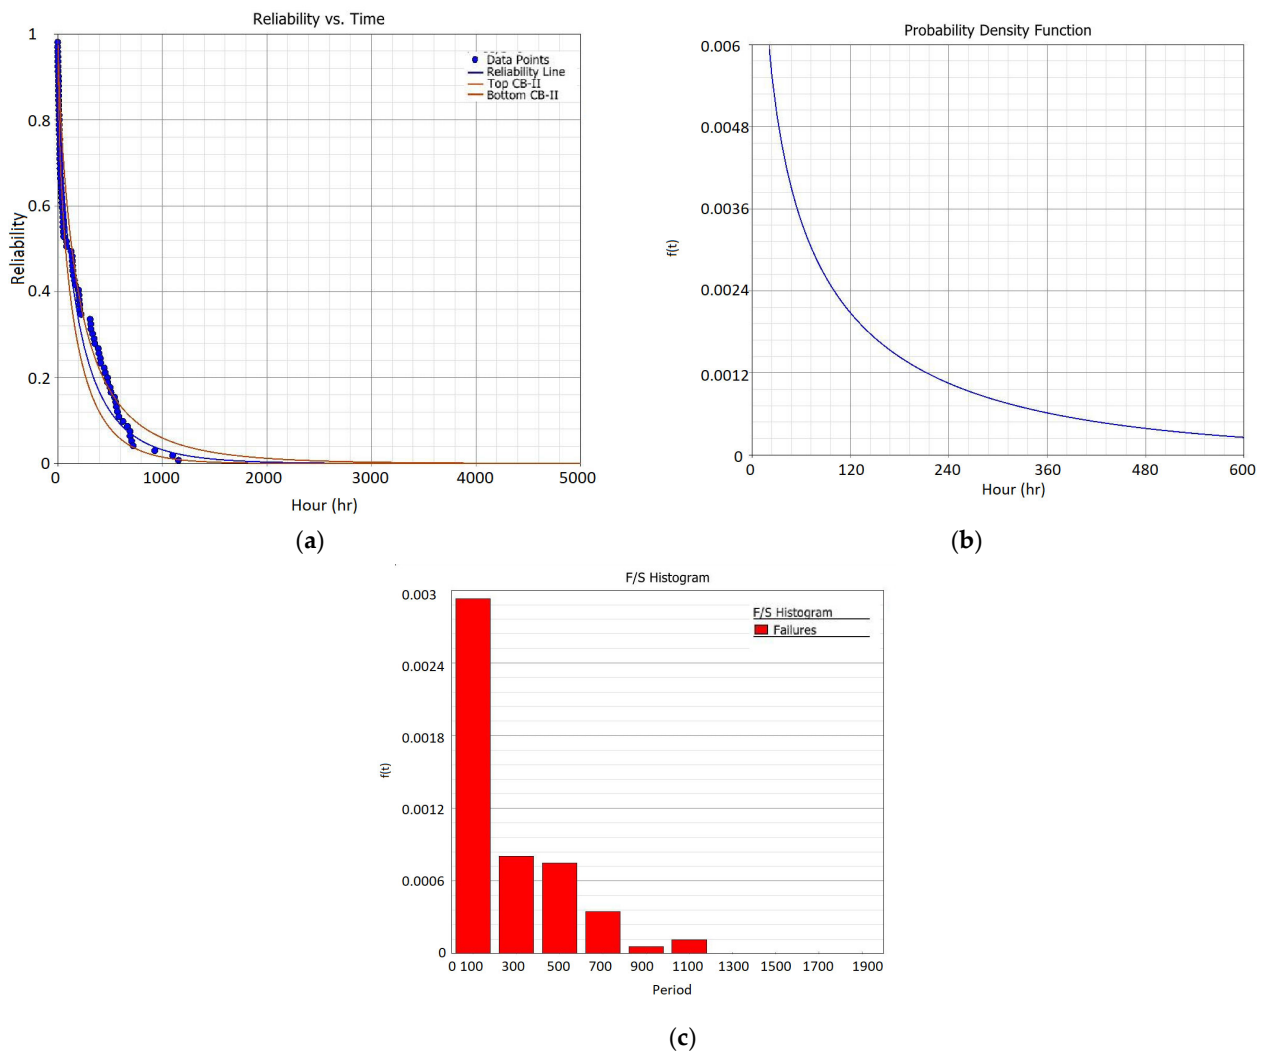 Reliability vs. Time
1
0.8
0.6
0.4
0.2
0
Reliability
Data Points
Reliability Line
Top CB-II
Bottom CB-II
0 1000 2000 3000 4000 5000
Hour (hr)
(a)
Probability Density Function
0.006
0.0048
0.0036
0.0024
0.0012
0
f(t)
0 120 240 360 480 600
Hour (hr)
(b)
F/S Histogram
0.003
0.0024
0.0018
0.0012
0.0006
0
f(t)
F/S Histogram
Failures
0 100 300 500 700 900 1100 1300 1500 1700 1900
Period
(c)